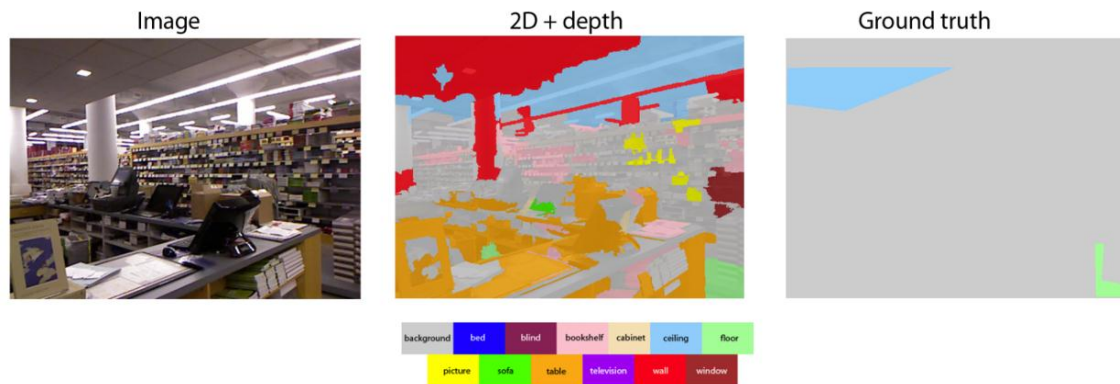 Image 2D + depth Ground truth
background bed blind bookshelf cabinet ceiling floor
picture sofa table television wall window